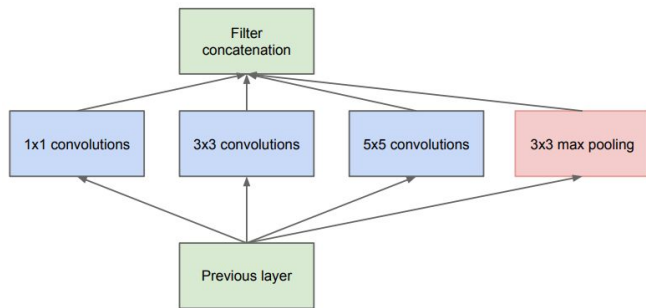 Filter
concatenation
1x1 convolutions
3x3 convolutions
5x5 convolutions
3x3 max pooling
Previous layer